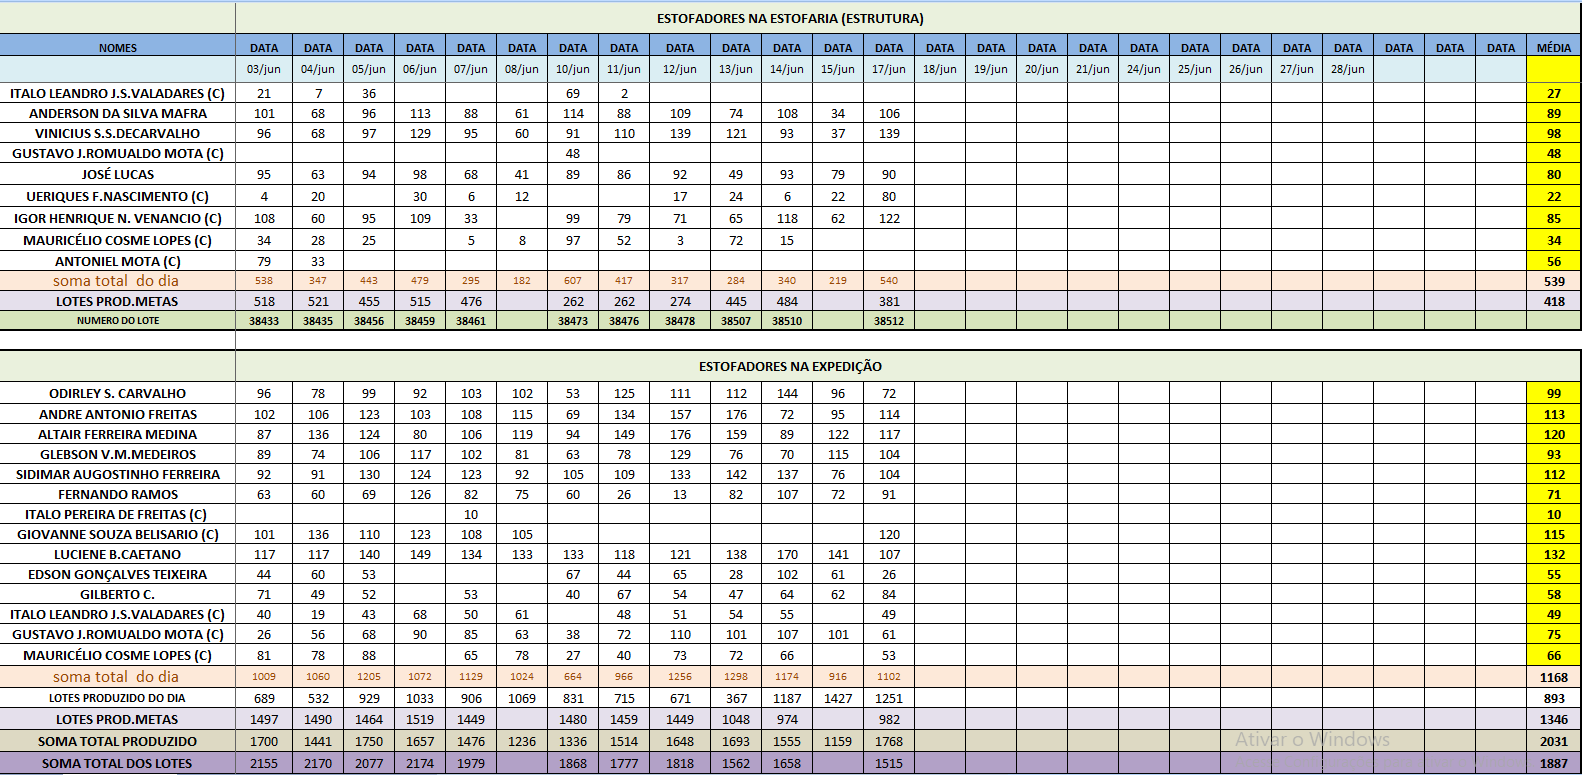 ESTOFADORES NA ESTOFARIA (ESTRUTURA)
NOMES DATA DATA DATA DATA DATA DATA DATA DATA DATA DATA DATA DATA DATA DATA DATA DATA DATA DATA DATA DATA DATA DATA DATA DATA DATA MÉDIA
03/jun 04/jun 05/jun 06/jun 07/jun 08/jun 10/jun 11/jun 12/jun 13/jun 14/jun 15/jun 17/jun 18/jun 19/jun 20/jun 21/jun 24/jun 25/jun 26/jun 27/jun 28/jun
ITALO LEANDRO J.S.VALADARES (C) 21 7 36 69 2 27
ANDERSON DA SILVA MAFRA 101 68 96 113 88 61 114 88 109 74 108 34 106 89
VINICIUS S.S.DECARVALHO 96 68 97 129 95 60 91 110 139 121 93 37 139 98
GUSTAVO J.ROMUALDO MOTA (C) 48 48
JOSÉ LUCAS 95 63 94 98 68 41 89 86 92 49 93 79 90 80
UERIQUES F.NASCIMENTO (C) 4 20 30 6 12 17 24 6 22 80 22
IGOR HENRIQUE N. VENANCIO (C) 108 60 95 109 33 99 79 71 65 118 62 122 85
MAURICÉLIO COSME LOPES (C) 34 28 25 5 8 97 52 3 72 15 34
ANTONIEL MOTA (C) 79 33 56
soma total do dia 538 347 443 479 295 182 607 417 317 284 340 219 540 539
LOTES PROD.METAS 518 521 455 515 476 262 262 274 445 484 381 418
NUMERO DO LOTE 38433 38435 38456 38459 38461 38473 38476 38478 38507 38510 38512
ESTOFADORES NA EXPEDIÇÃO
ODIRLEY S. CARVALHO 96 78 99 92 103 102 53 125 111 112 144 96 72 99
ANDRE ANTONIO FREITAS 102 106 123 103 108 115 69 134 157 176 72 95 114 113
ALTAIR FERREIRA MEDINA 87 136 124 80 106 119 94 149 176 159 89 122 117 120
GLEBSON V.M.MEDEIROS 89 74 106 117 102 81 63 78 129 76 70 115 104 93
SIDIMAR AUGOSTINHO FERREIRA 92 91 130 124 123 92 105 109 133 142 137 76 104 112
FERNANDO RAMOS 63 60 69 126 82 75 60 26 13 82 107 72 91 71
ITALO PEREIRA DE FREITAS (C) 10 10
GIOVANNE SOUZA BELISARIO (C) 101 136 110 123 108 105 120 115
LUCIENE B.CAETANO 117 117 140 149 134 133 133 118 121 138 170 141 107 132
EDSON GONÇALVES TEIXEIRA 44 60 53 67 44 65 28 102 61 26 55
GILBERTO C. 71 49 52 53 40 67 54 47 64 62 84 58
ITALO LEANDRO J.S.VALADARES (C) 40 19 43 68 50 61 48 51 54 55 49 49
GUSTAVO J.ROMUALDO MOTA (C) 26 56 68 90 85 63 38 72 110 101 107 101 61 75
MAURICÉLIO COSME LOPES (C) 81 78 88 65 78 27 40 73 72 66 53 66
soma total do dia 1009 1060 1205 1072 1129 1024 664 966 1256 1298 1174 916 1102 1168
LOTES PRODUZIDO DO DIA 689 532 929 1033 906 1069 831 715 671 367 1187 1427 1251 893
LOTES PROD.METAS 1497 1490 1464 1519 1449 1480 1459 1449 1048 974 982 1346
SOMA TOTAL PRODUZIDO 1700 1441 1750 1657 1476 1236 1336 1514 1648 1693 1555 1159 1768 2031
Ativar o Windows
SOMA TOTAL DOS LOTES 2155 2170 2077 2174 1979 1868 1777 1818 1562 1658 1515 1887